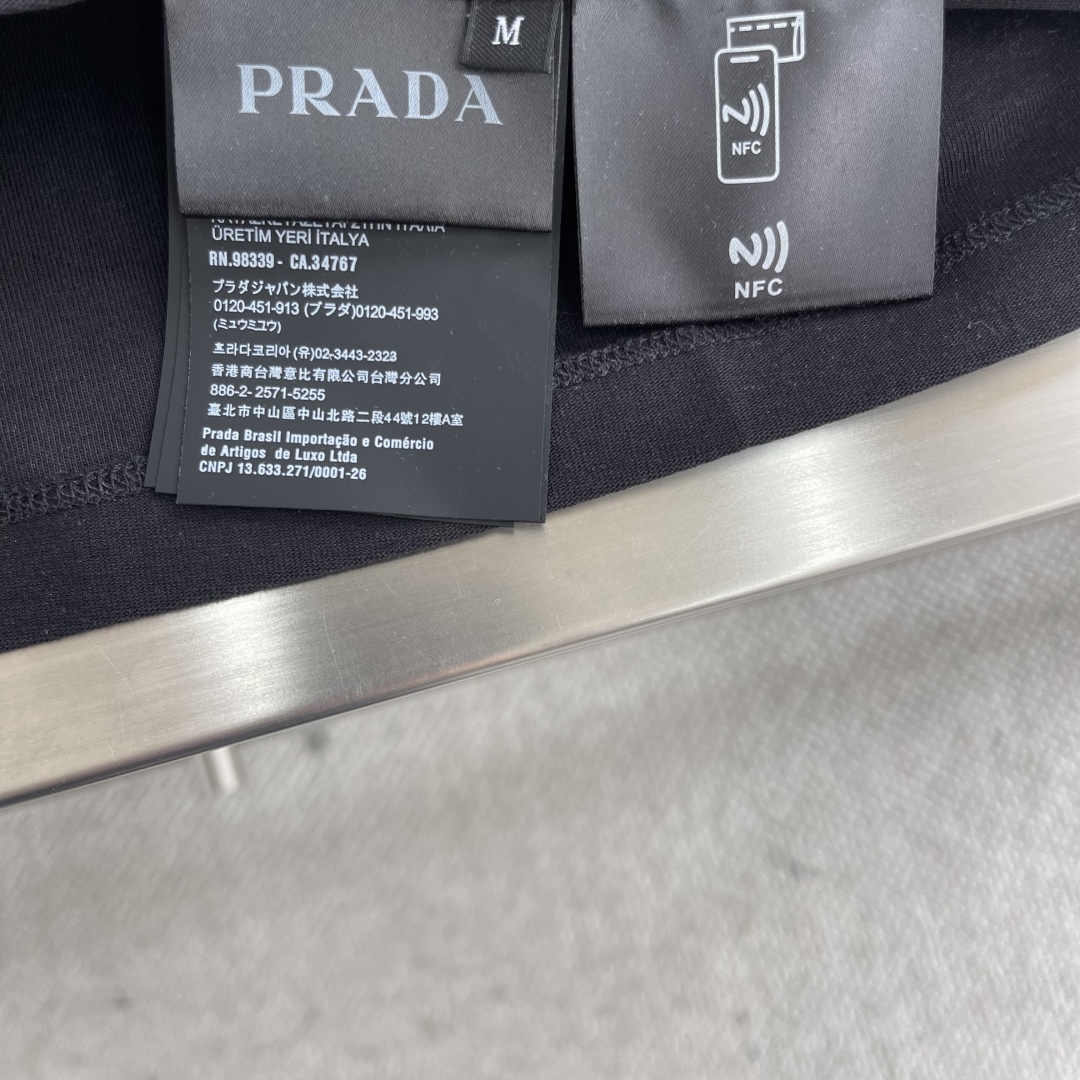 M
PRADA
ÜRETİM YERİ İTALYA
RN.98339 - CA.34767
プラダジャパン株式会社
0120-451-913 (プラダ)0120-451-993
(ミュウミユウ)
프라다코리아(유)02-3443-2323
香港商台灣意比有限公司台灣分公司
886-2- 2571-5255
臺北市中山區中山北路二段44號12樓A室
Prada Brasil Importação e Comércio
de Artigos de Luxo Ltda
CNPJ 13.633.271/0001-26
NFC
NFC